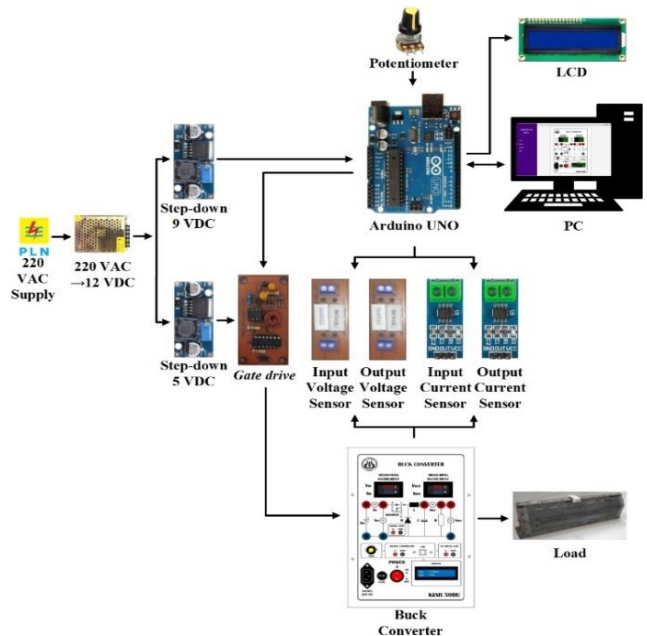 Potentiometer
LCD
Arduino UNO
PC
Step-down
9 VDC
PLN
220
VAC
Supply
220 VAC
→12 VDC
Step-down
5 VDC
Gate drive
Input
Voltage
Sensor
Output
Voltage
Sensor
Input
Current
Sensor
Output
Current
Sensor
BUCK CONVERTER
POWER
Load
Buck
Converter